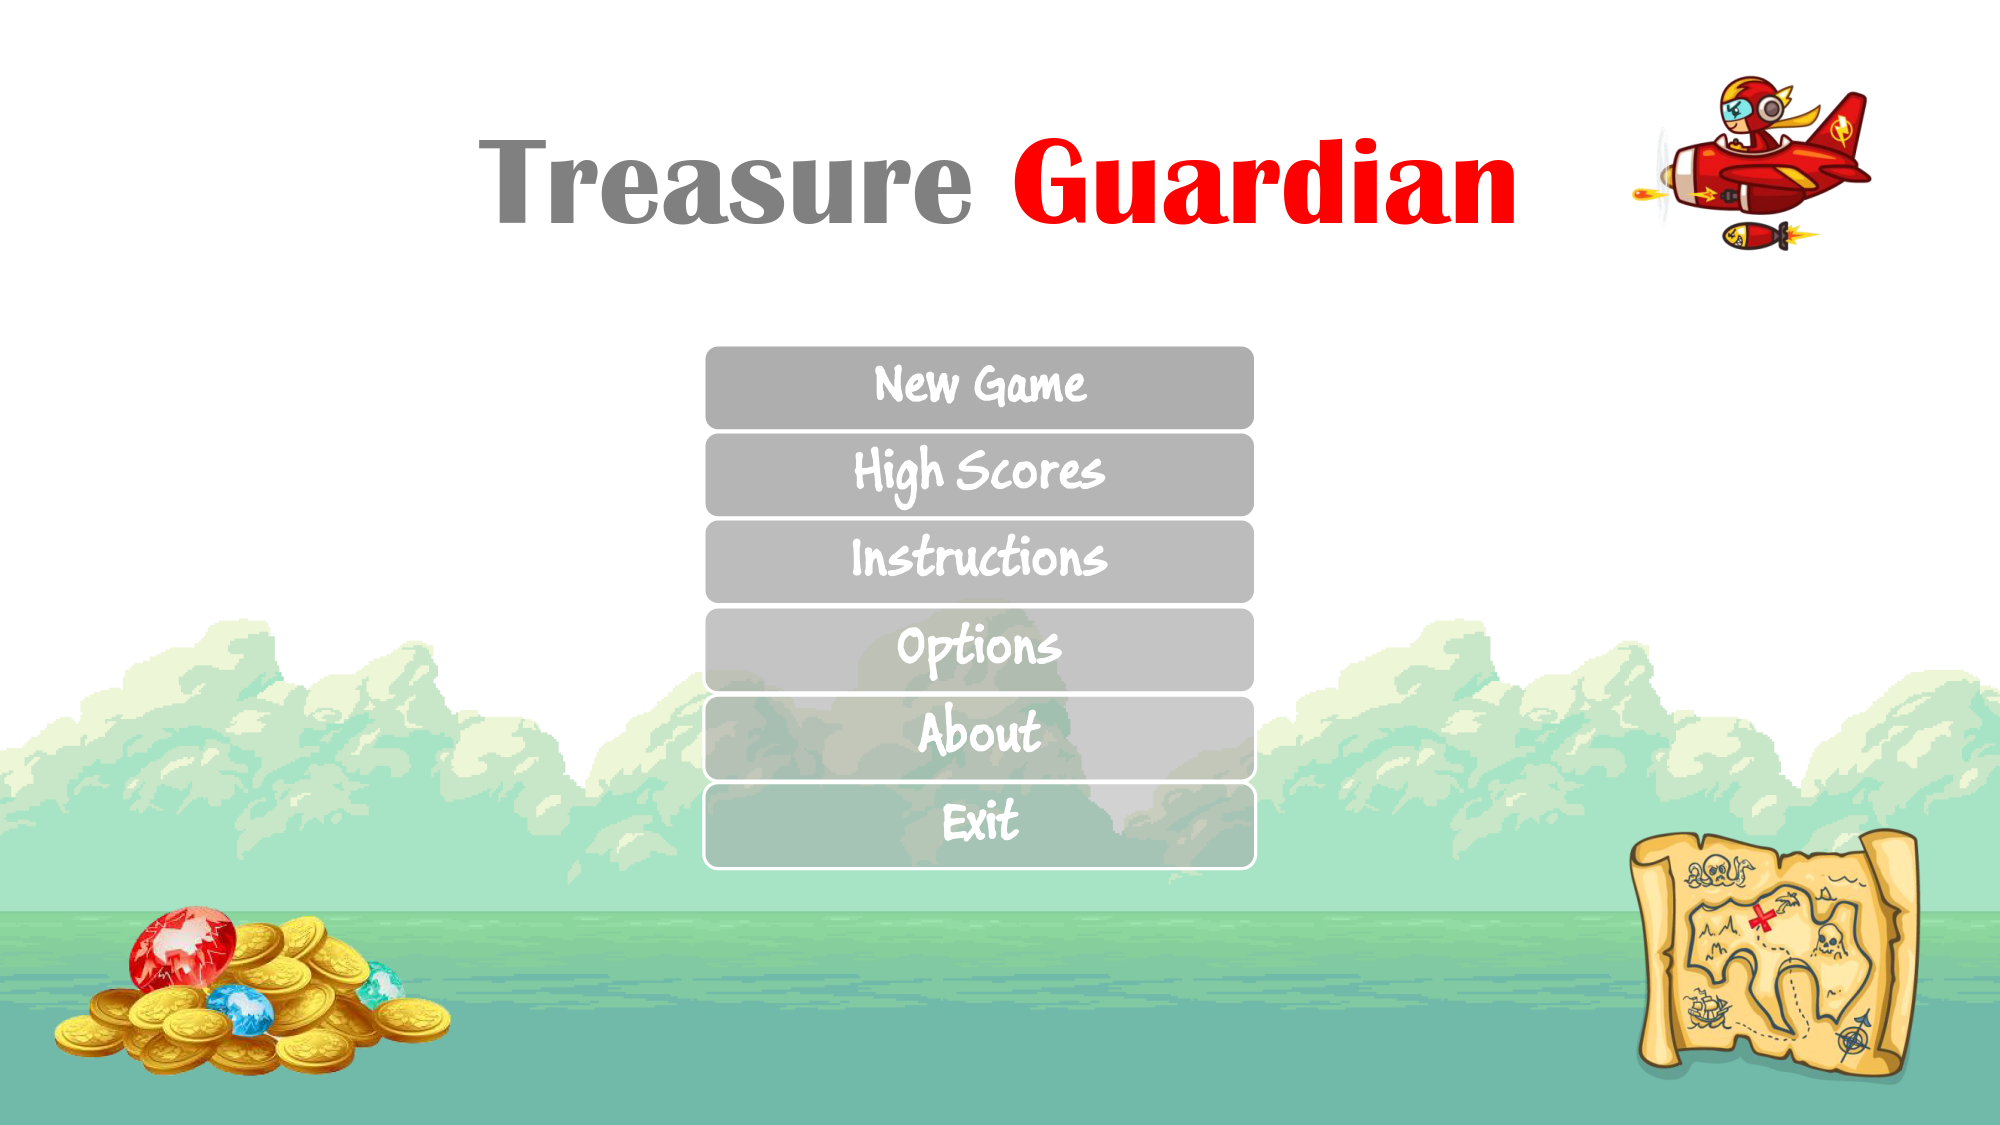 Treasure Guardian
New Game
High Scores
Instructions
Options
About
Exit